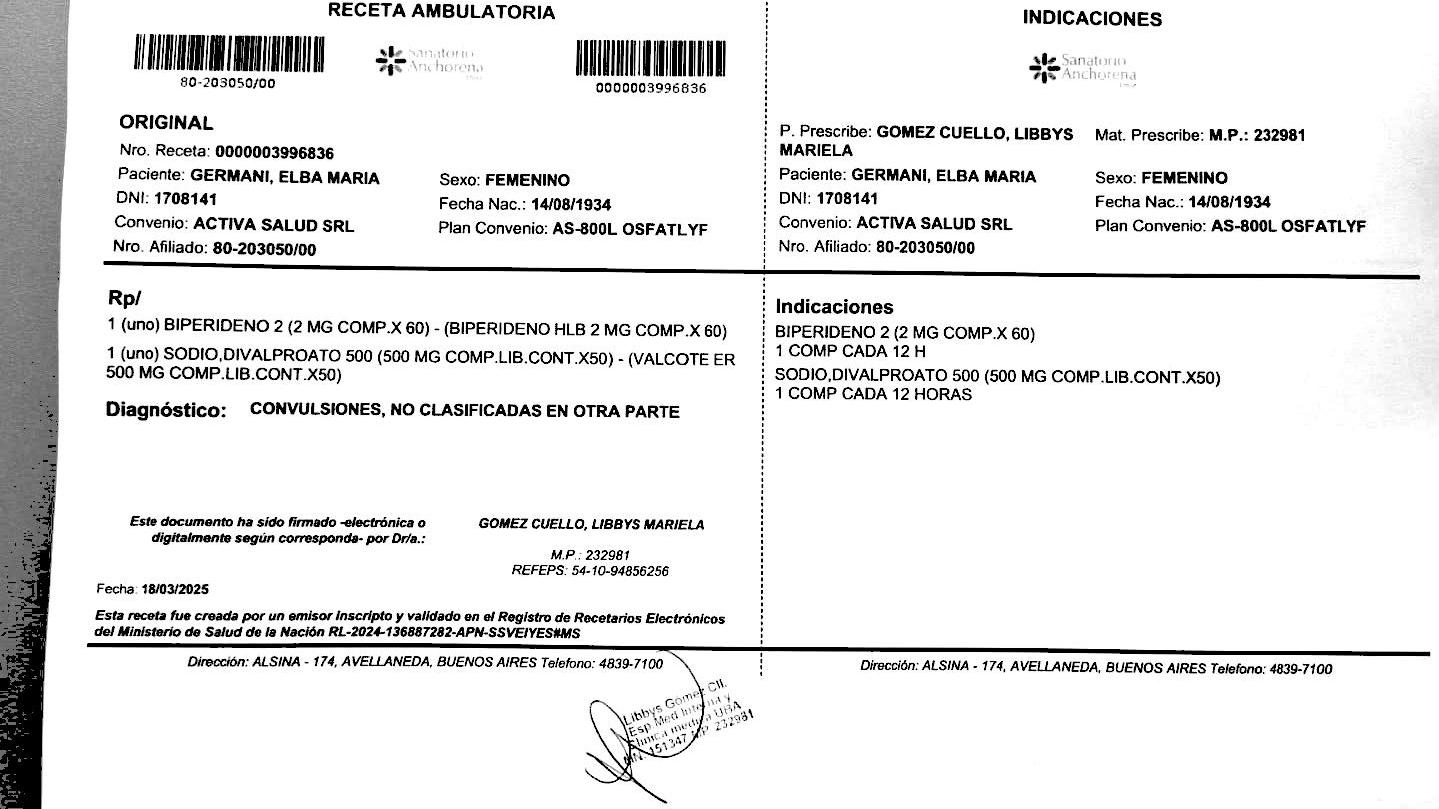 RECETA AMBULATORIA
80-203050/00
Sanatorio
Anchorena
0000003996836
ORIGINAL
Nro. Receta: 0000003996836
Paciente: GERMANI, ELBA MARIA
Sexo: FEMENINO
DNI: 1708141
Fecha Nac.: 14/08/1934
Convenio: ACTIVA SALUD SRL
Plan Convenio: AS-800L OSFATLYF
Nro. Afiliado: 80-203050/00
Rp/
1 (uno) BIPERIDENO 2 (2 MG COMP.X 60) - (BIPERIDENO HLB 2 MG COMP.X 60)
1 (uno) SODIO,DIVALPROATO 500 (500 MG COMP.LIB.CONT.X50) - (VALCOTE ER
500 MG COMP.LIB.CONT.X50)
Diagnóstico: CONVULSIONES, NO CLASIFICADAS EN OTRA PARTE
Este documento ha sido firmado -electrónica o
digitalmente según corresponda- por Dr/a.:
GOMEZ CUELLO, LIBBYS MARIELA
M.P.: 232981
REFEPS: 54-10-94856256
Fecha: 18/03/2025
Esta receta fue creada por un emisor inscripto y validado en el Registro de Recetarios Electrónicos
del Ministerio de Salud de la Nación RL-2024-136887282-APN-SSVEIYES#MS
Dirección: ALSINA - 174, AVELLANEDA, BUENOS AIRES Telefono: 4839-7100
Libbys Gomez
Esp Med Interna y
Clinica medica UBA
MN. 151347 M.P. 232981
INDICACIONES
Sanatorio
Anchorena
P. Prescribe: GOMEZ CUELLO, LIBBYS
MARIELA
Mat. Prescribe: M.P.: 232981
Paciente: GERMANI, ELBA MARIA
Sexo: FEMENINO
DNI: 1708141
Fecha Nac.: 14/08/1934
Convenio: ACTIVA SALUD SRL
Plan Convenio: AS-800L OSFATLYF
Nro. Afiliado: 80-203050/00
Indicaciones
BIPERIDENO 2 (2 MG COMP.X 60)
1 COMP CADA 12 H
SODIO,DIVALPROATO 500 (500 MG COMP.LIB.CONT.X50)
1 COMP CADA 12 HORAS
Dirección: ALSINA - 174, AVELLANEDA, BUENOS AIRES Telefono: 4839-7100